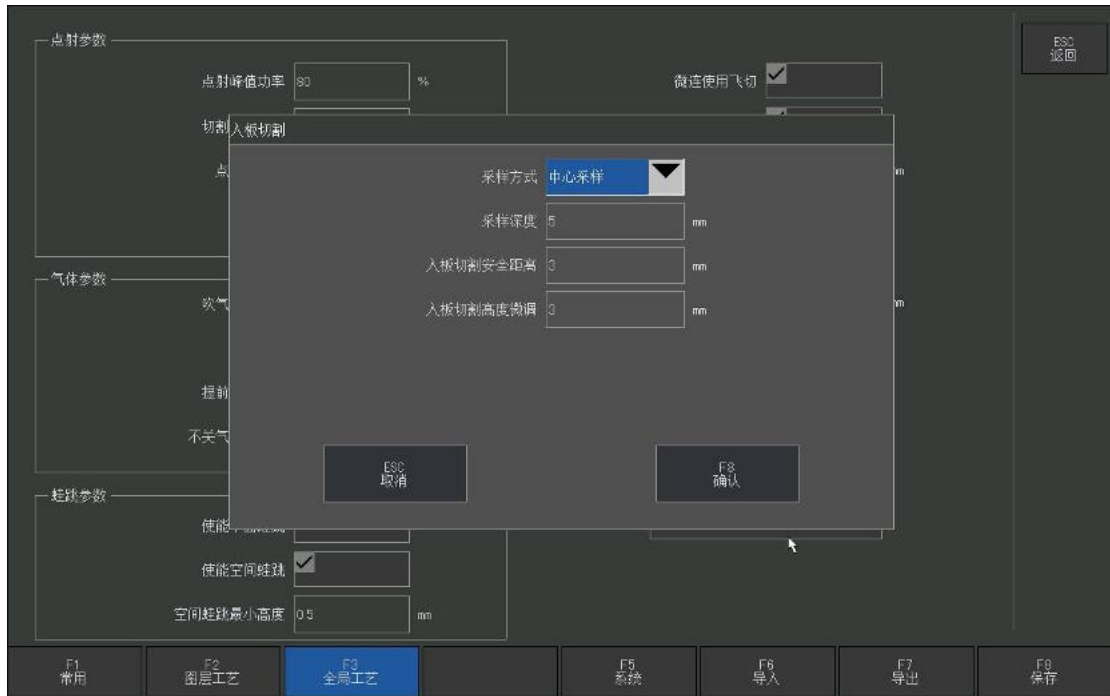 点射参数
ESC
返回
点射峰值功率 80 %
微连使用飞切
切割
入板切割
点
采样方式 中心采样
mm
采样深度 5 mm
入板切割安全距离 3 mm
气体参数
吹气
入板切割高度微调 3 mm
mm
提前
不关气
ESC
取消
F8
确认
蛙跳参数
使能
使能空间蛙跳
空间蛙跳最小高度 0.5 mm
F1
常用
F2
图层工艺
F3
全局工艺
F5
系统
F6
导入
F7
导出
F8
保存